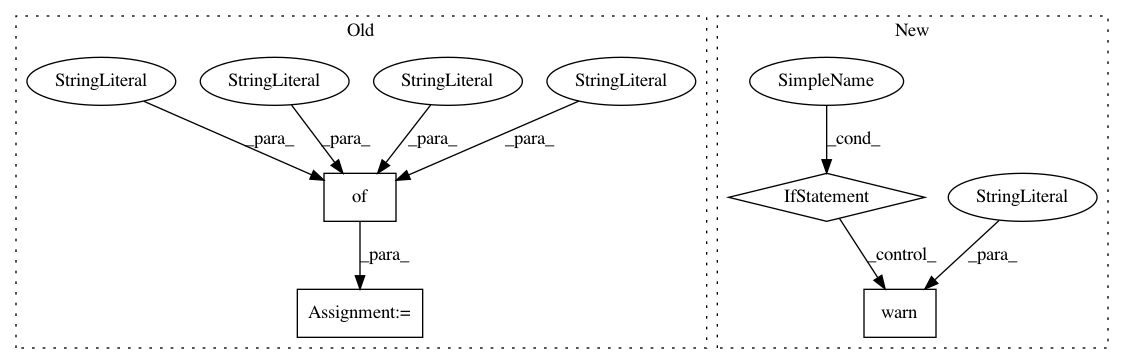 Old
New
StringLiteral
StringLiteral
StringLiteral
StringLiteral
SimpleName
_para_
_para_
_para_
_para_
_cond_
of
IfStatement
StringLiteral
_para_
_control_
_para_
Assignment:=
warn